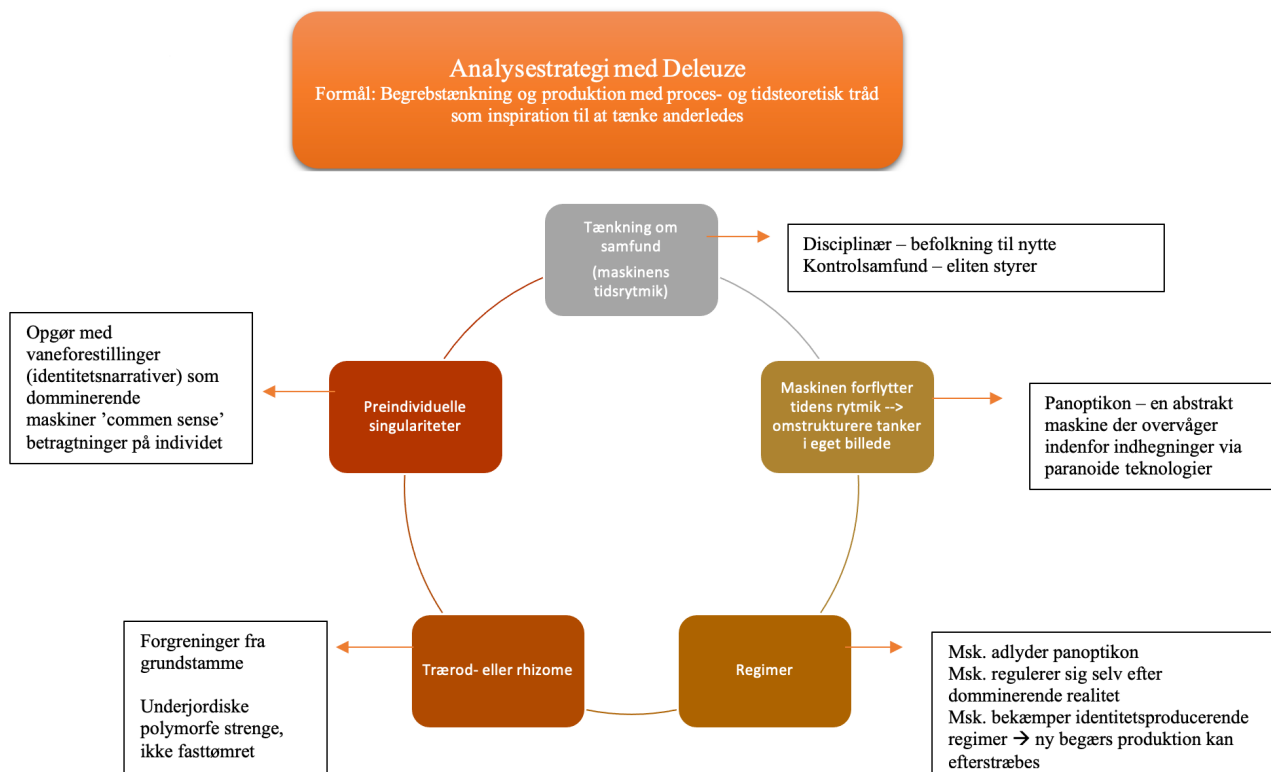 Analysestrategi med Deleuze
Formål: Begrebstænkning og produktion med proces- og tidsteoretisk tråd
som inspiration til at tænke anderledes
Tænkning om
samfund
(maskinens
tidsrytmik)
Disciplinær – befolkning til nytte
Kontrolsamfund – eliten styrer
Maskinen forflytter
tidens rytmik -->
omstrukturere tanker
i eget billede
Panoptikon – en abstrakt
maskine der overvåger
indenfor indhegninger via
paranoide teknologier
Regimer
Msk. adlyder panoptikon
Msk. regulerer sig selv efter
domminerende realitet
Msk. bekæmper identitetsproducerende
regimer → ny begærs produktion kan
efterstræbes
Trærod- eller rhizome
Forgreninger fra
grundstamme
Underjordiske
polymorfe strenge,
ikke fasttømret
Preindividuelle
singulariteter
Opgør med
vaneforestillinger
(identitetsnarrativer) som
domminerende
maskiner ’commen sense’
betragtninger på individet